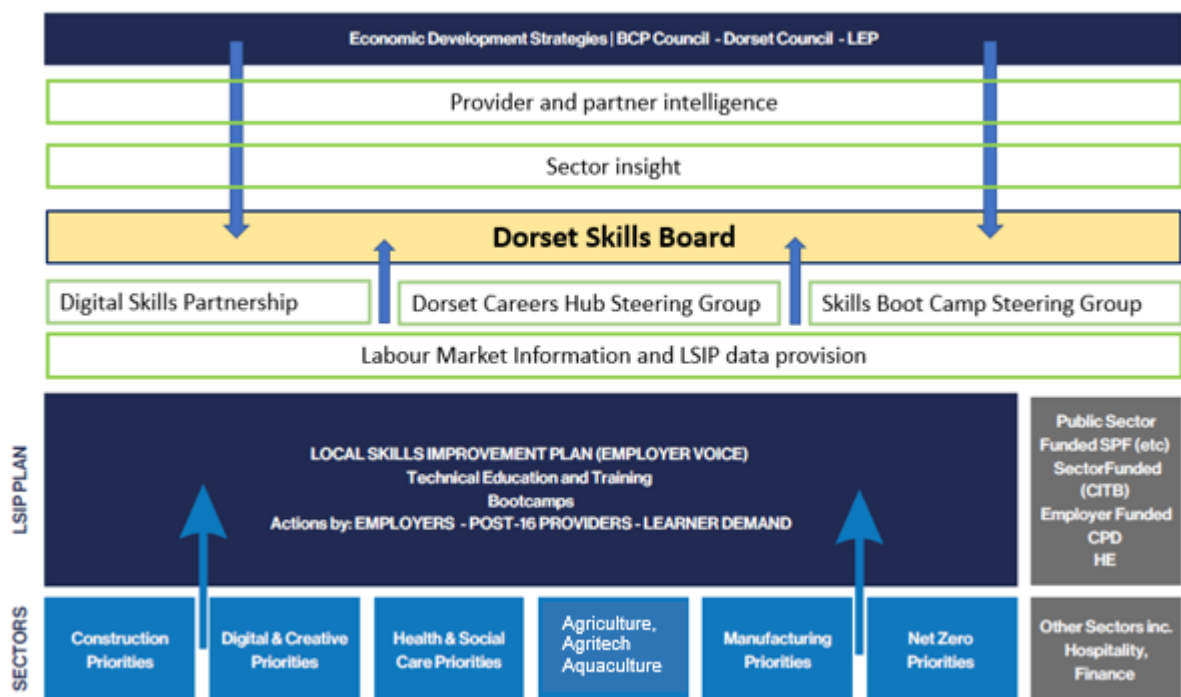 Economic Development Strategies | BCP Council - Dorset Council - LEP
Provider and partner intelligence
Sector insight
Dorset Skills Board
Digital Skills Partnership
Dorset Careers Hub Steering Group
Skills Boot Camp Steering Group
Labour Market Information and LSIP data provision
LSIP PLAN
LOCAL SKILLS IMPROVEMENT PLAN (EMPLOYER VOICE)
Technical Education and Training
Bootcamps
Actions by: EMPLOYERS - POST-16 PROVIDERS - LEARNER DEMAND
Public Sector
Funded SPF (etc)
SectorFunded
(CITB)
Employer Funded
CPD
HE
SECTORS
Construction
Priorities
Digital & Creative
Priorities
Health & Social
Care Priorities
Agriculture,
Agritech
Aquaculture
Manufacturing
Priorities
Net Zero
Priorities
Other Sectors inc.
Hospitality,
Finance